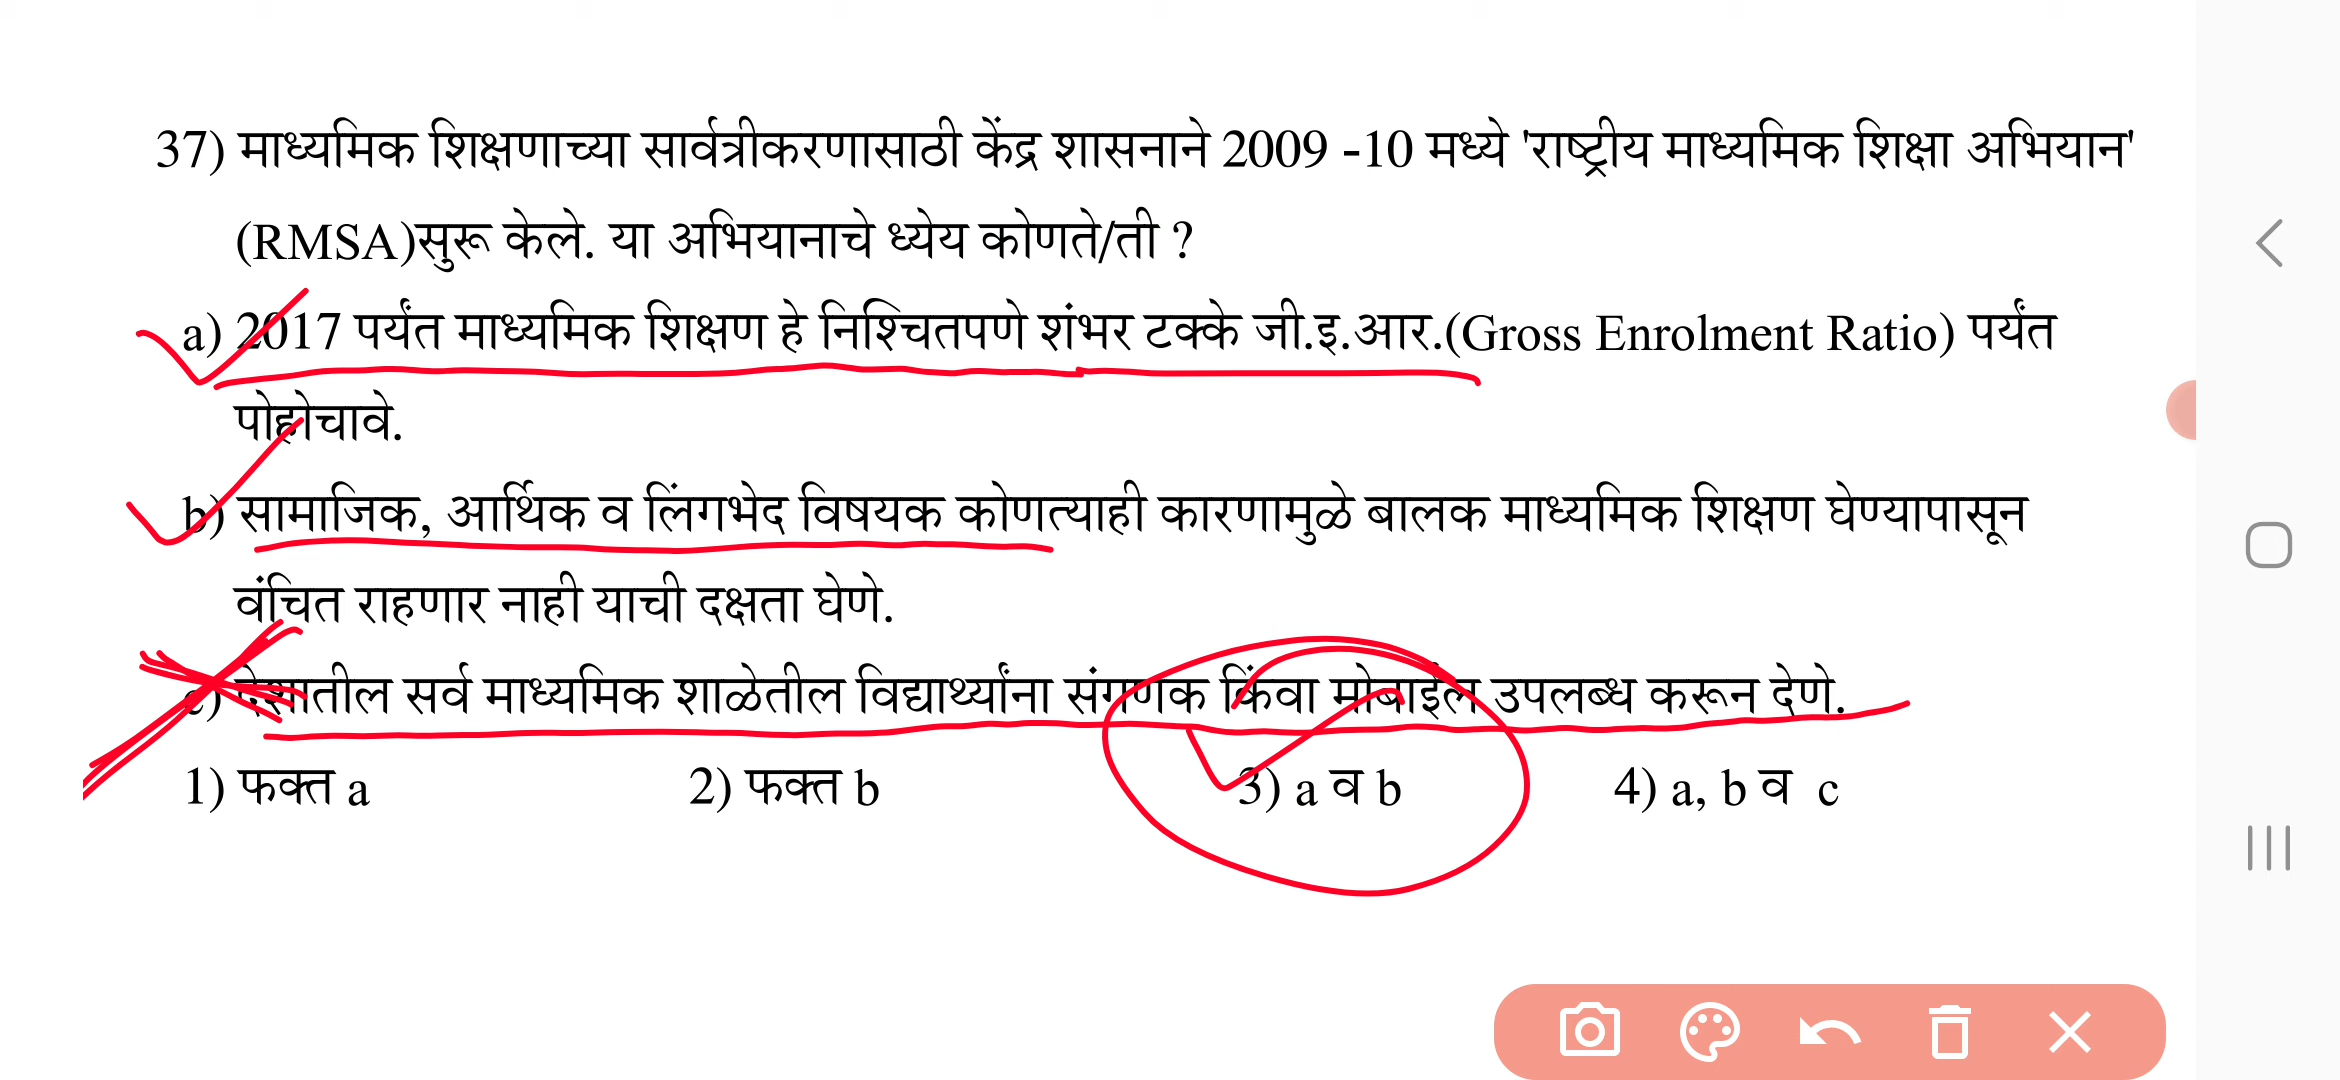 37) माध्यमिक शिक्षणाच्या सार्वत्रीकरणासाठी केंद्र शासनाने 2009 -10 मध्ये 'राष्ट्रीय माध्यमिक शिक्षा अभियान'
(RMSA)सुरू केले. या अभियानाचे ध्येय कोणते/ती ?
a) 2017 पर्यंत माध्यमिक शिक्षण हे निश्चितपणे शंभर टक्के जी.इ.आर.(Gross Enrolment Ratio) पर्यंत
पोहोचावे.
b) सामाजिक, आर्थिक व लिंगभेद विषयक कोणत्याही कारणामुळे बालक माध्यमिक शिक्षण घेण्यापासून
वंचित राहणार नाही याची दक्षता घेणे.
c) देशातील सर्व माध्यमिक शाळेतील विद्यार्थ्यांना संगणक किंवा मोबाईल उपलब्ध करून देणे.
1) फक्त a 2) फक्त b 3) a व b 4) a, b व c